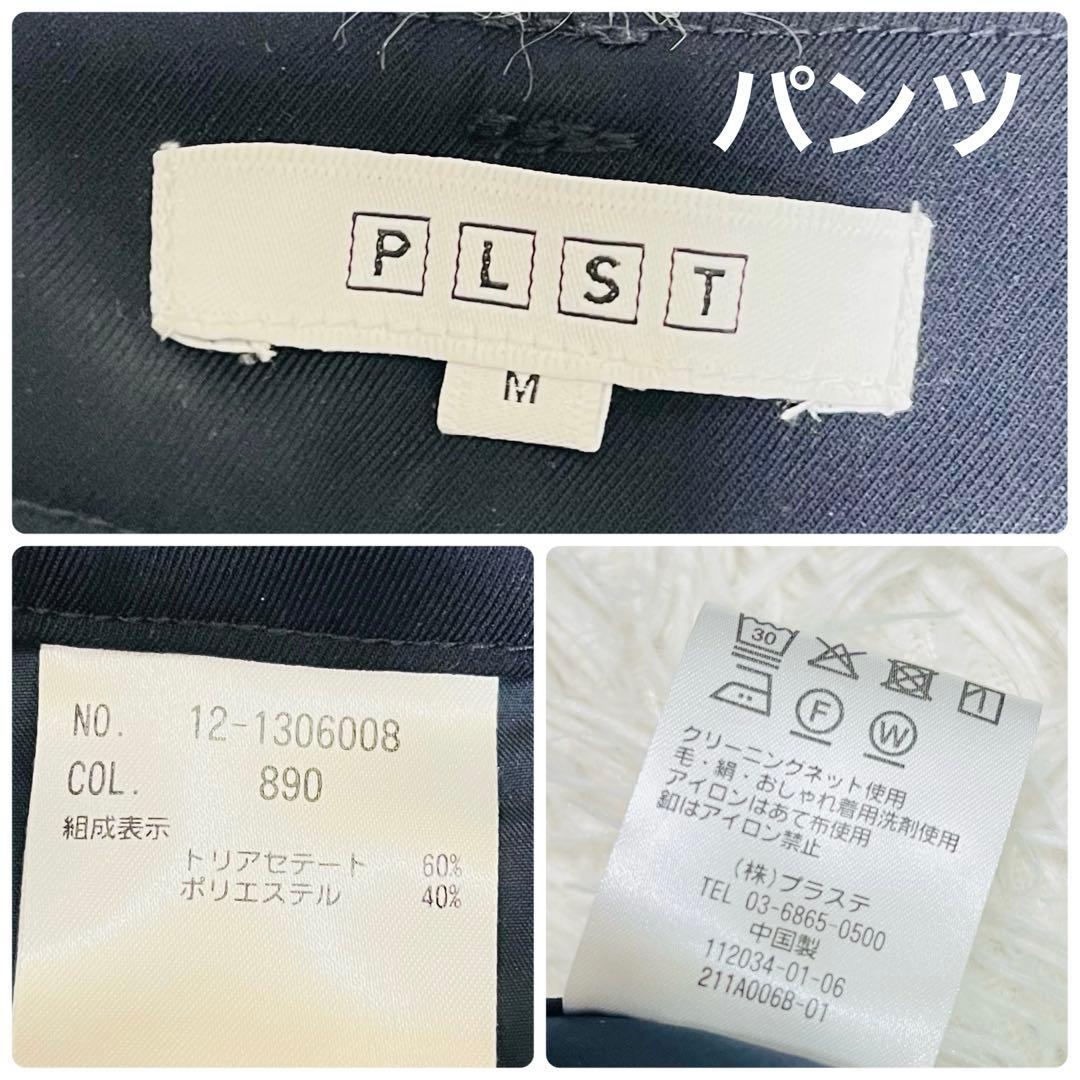 パンツ
PLST
M
NO. 12-1306008
COL. 890
組成表示
トリアセテート 60%
ポリエステル 40%
30
F W
クリーニングネット使用
毛・絹・おしゃれ着用洗剤使用
アイロンはあて布使用
釦はアイロン禁止
(株)プラステ
TEL 03-6865-0500
中国製
112034-01-06
211A006B-01